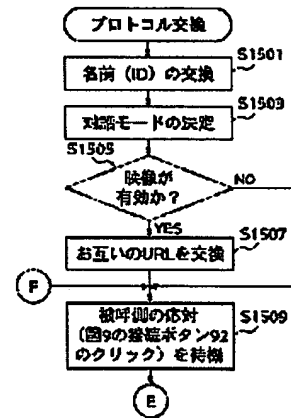 プロトコル交換
S1501
名前（ID）の交換
S1503
対話モードの決定
S1505
映像が
有効か？
NO
YES
S1507
お互いのURLを交換
F
S1509
被呼側の応対
（図9の接続ボタン92
のクリック）を待機
E